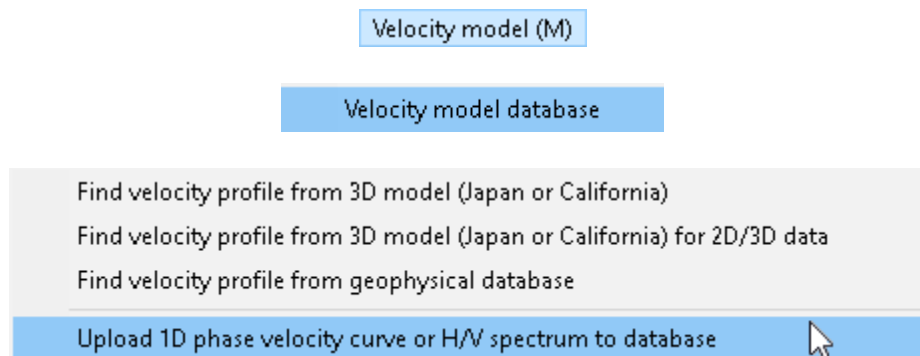 Velocity model (M)
Velocity model database
Find velocity profile from 3D model (Japan or California)
Find velocity profile from 3D model (Japan or California) for 2D/3D data
Find velocity profile from geophysical database
Upload 1D phase velocity curve or H/V spectrum to database